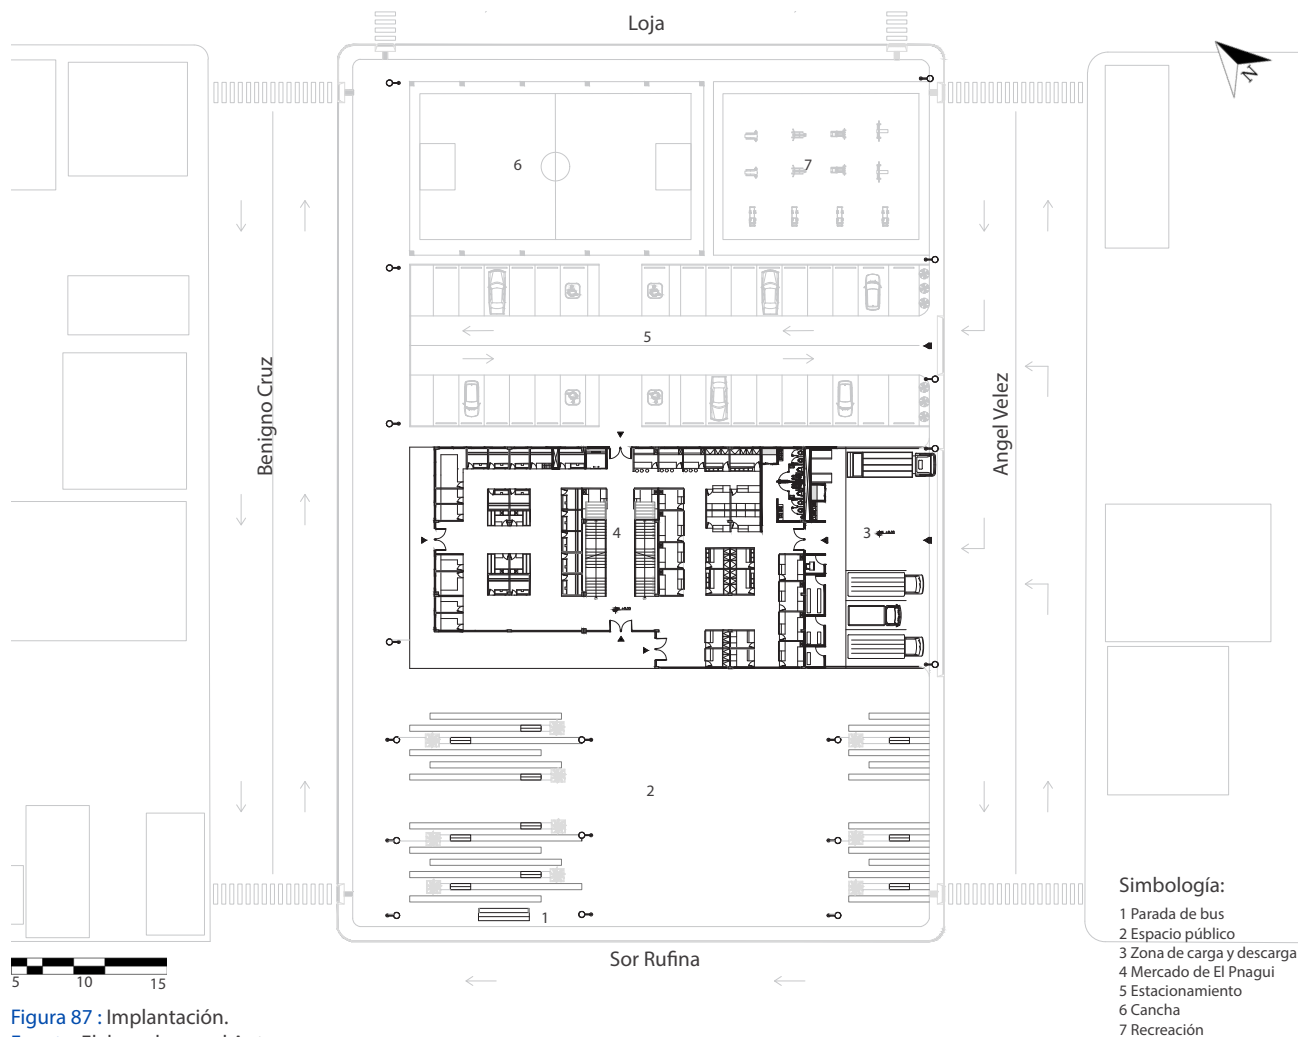 Loja
N
6
7
5
Benigno Cruz
Angel Velez
4
3
2
1
Sor Rufina
Simbología:
1 Parada de bus
2 Espacio público
3 Zona de carga y descarga
4 Mercado de El Pnagui
5 Estacionamiento
6 Cancha
7 Recreación
5 10 15
Figura 87 : Implantación.